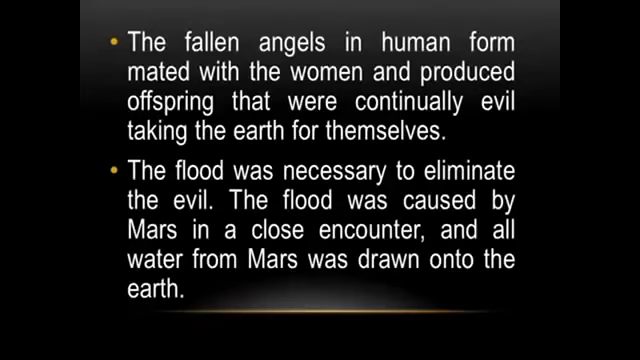 • The fallen angels in human form
mated with the women and produced
offspring that were continually evil
taking the earth for themselves.
• The flood was necessary to eliminate
the evil. The flood was caused by
Mars in a close encounter, and all
water from Mars was drawn onto the
earth.